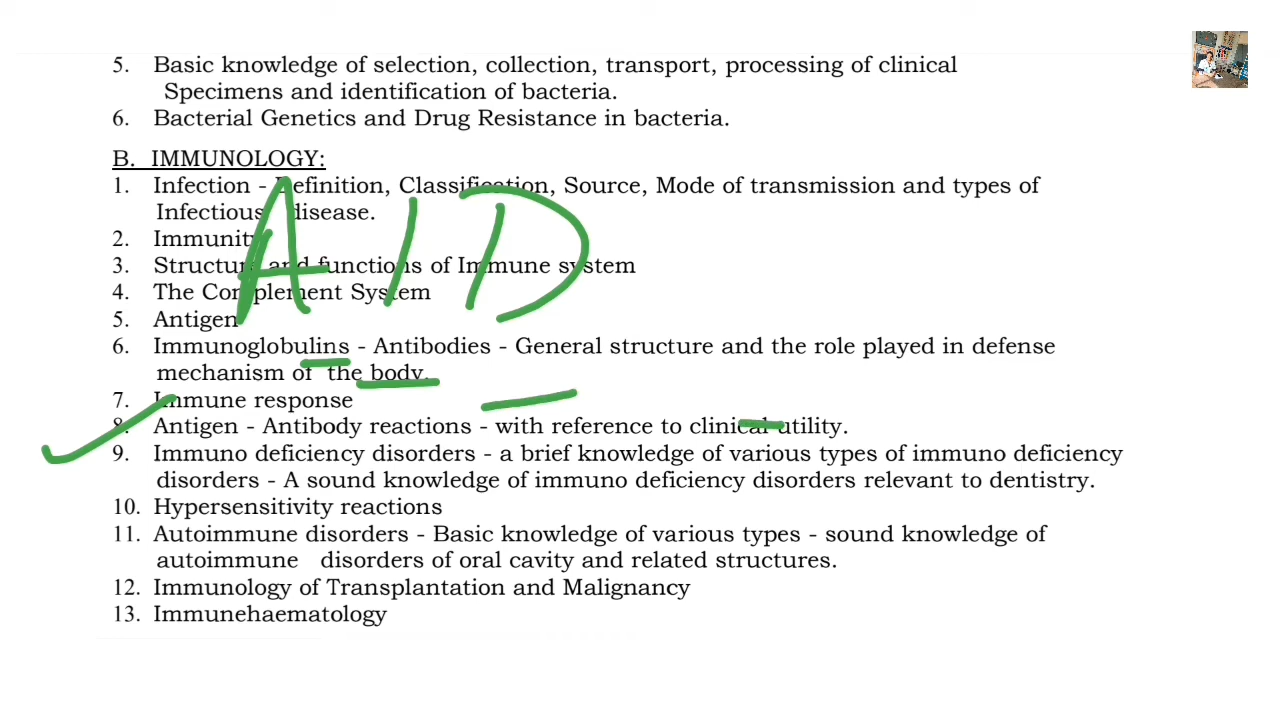 5. Basic knowledge of selection, collection, transport, processing of clinical
Specimens and identification of bacteria.
6. Bacterial Genetics and Drug Resistance in bacteria.
B. IMMUNOLOGY:
1. Infection - Definition, Classification, Source, Mode of transmission and types of
Infectious disease.
2. Immunity
3. Structure and functions of Immune system
4. The Complement System
5. Antigen
6. Immunoglobulins - Antibodies - General structure and the role played in defense
mechanism of the body.
7. Immune response
8. Antigen - Antibody reactions - with reference to clinical utility.
9. Immuno deficiency disorders - a brief knowledge of various types of immuno deficiency
disorders - A sound knowledge of immuno deficiency disorders relevant to dentistry.
10. Hypersensitivity reactions
11. Autoimmune disorders - Basic knowledge of various types - sound knowledge of
autoimmune disorders of oral cavity and related structures.
12. Immunology of Transplantation and Malignancy
13. Immunehaematology
AID